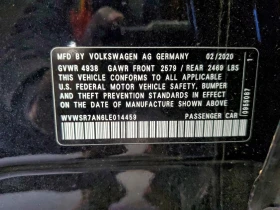 MFD BY VOLKSWAGEN AG GERMANY 02/2020
GVWR 4938 GAWR FRONT 2579 / REAR 2469 LBS
THIS VEHICLE CONFORMS TO ALL APPLICABLE
U.S. FEDERAL MOTOR VEHICLE SAFETY, BUMPER
AND THEFT PREVENTION STANDARDS IN EFFECT
ON THE DATE OF MANUFACTURE SHOWN ABOVE
WVWSR7AN6LE014459 PASSENGER CAR